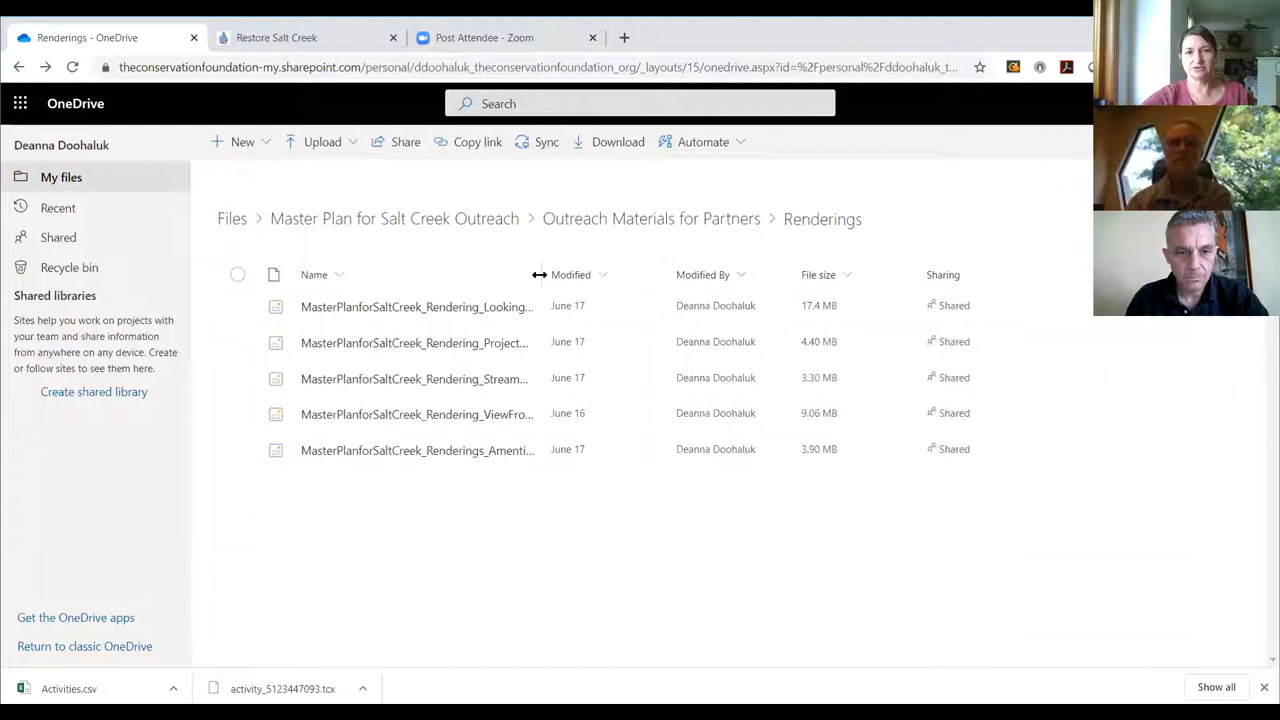 Renderings - OneDrive
Restore Salt Creek
Post Attendee - Zoom
theconservationfoundation-my.sharepoint.com/personal/ddoohaluk_theconservationfoundation_org/_layouts/15/onedrive.aspx?id=%2Fpersonal%2Fddoohaluk_t...
OneDrive
Search
Deanna Doohaluk
New Upload Share Copy link Sync Download Automate
My files
Recent
Shared
Recycle bin
Shared libraries
Sites help you work on projects with
your team and share information
from anywhere on any device. Create
or follow sites to see them here.
Create shared library
Files > Master Plan for Salt Creek Outreach > Outreach Materials for Partners > Renderings
Name Modified Modified By File size Sharing
MasterPlanforSaltCreek_Rendering_Looking... June 17 Deanna Doohaluk 17.4 MB Shared
MasterPlanforSaltCreek_Rendering_Project... June 17 Deanna Doohaluk 4.40 MB Shared
MasterPlanforSaltCreek_Rendering_Stream... June 17 Deanna Doohaluk 3.30 MB Shared
MasterPlanforSaltCreek_Rendering_ViewFro... June 16 Deanna Doohaluk 9.06 MB Shared
MasterPlanforSaltCreek_Renderings_Amenti... June 17 Deanna Doohaluk 3.90 MB Shared
Get the OneDrive apps
Return to classic OneDrive
Activities.csv
activity_5123447093.tcx
Show all